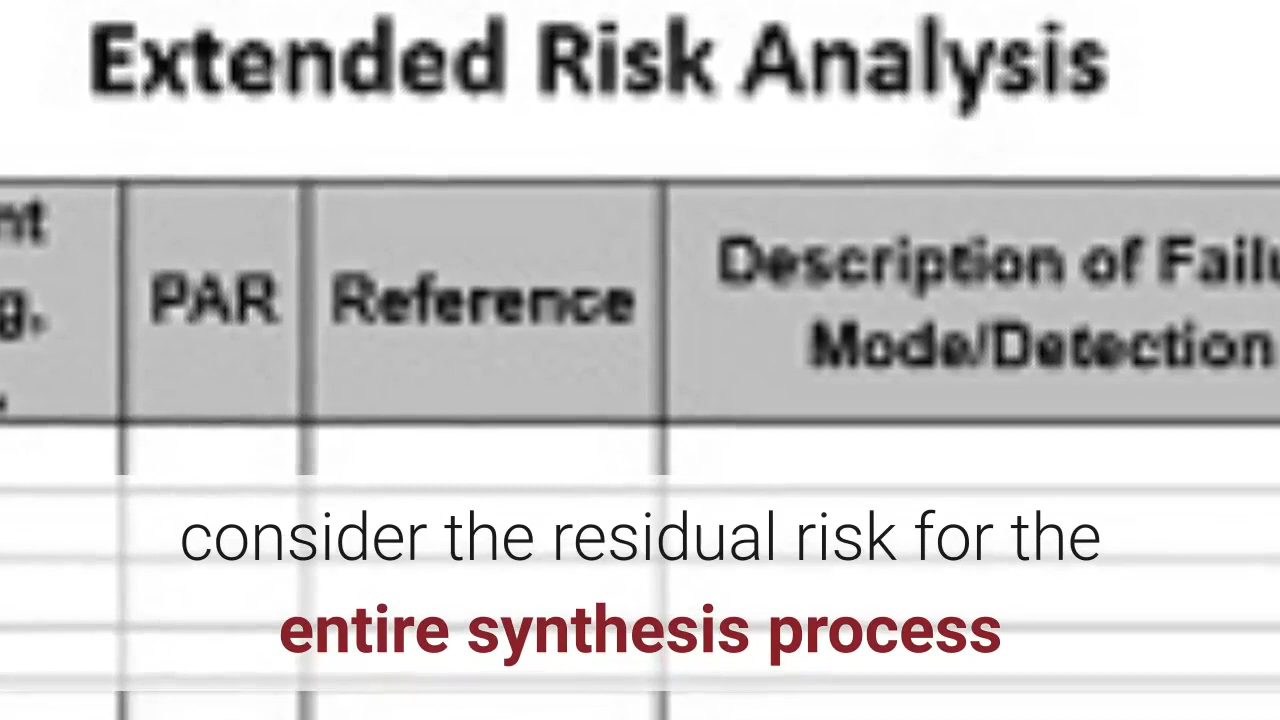 Extended Risk Analysis
nt
g.
PAR
Reference
Description of Failu
Mode/Detection
consider the residual risk for the
entire synthesis process